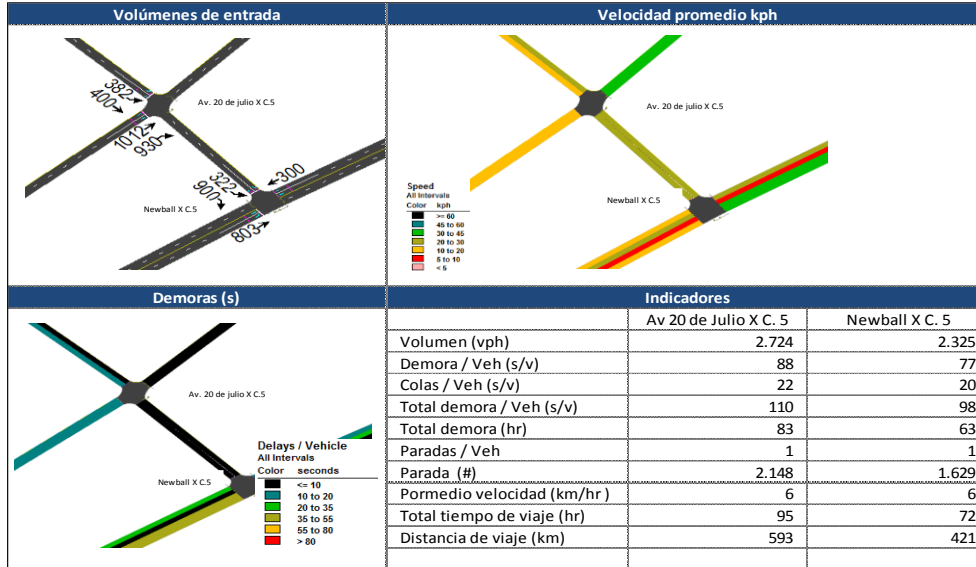 Volúmenes de entrada
Velocidad promedio kph
382
400
1012
930
Av. 20 de julio X C.5
322
900
300
Newball X C.5
803
Av. 20 de julio X C.5
Newball X C.5
Speed
All Intervals
Color kph
>= 60
45 to 60
30 to 45
20 to 30
10 to 20
5 to 10
< 5
Demoras (s)
Av. 20 de julio X C.5
Newball X C.5
Delays / Vehicle
All Intervals
Color seconds
<= 10
10 to 20
20 to 35
35 to 55
55 to 80
> 80
Indicadores
Av 20 de Julio X C. 5 Newball X C. 5
Volumen (vph) 2.724 2.325
Demora / Veh (s/v) 88 77
Colas / Veh (s/v) 22 20
Total demora / Veh (s/v) 110 98
Total demora (hr) 83 63
Paradas / Veh 1 1
Parada (#) 2.148 1.629
Pormedio velocidad (km/hr ) 6 6
Total tiempo de viaje (hr) 95 72
Distancia de viaje (km) 593 421